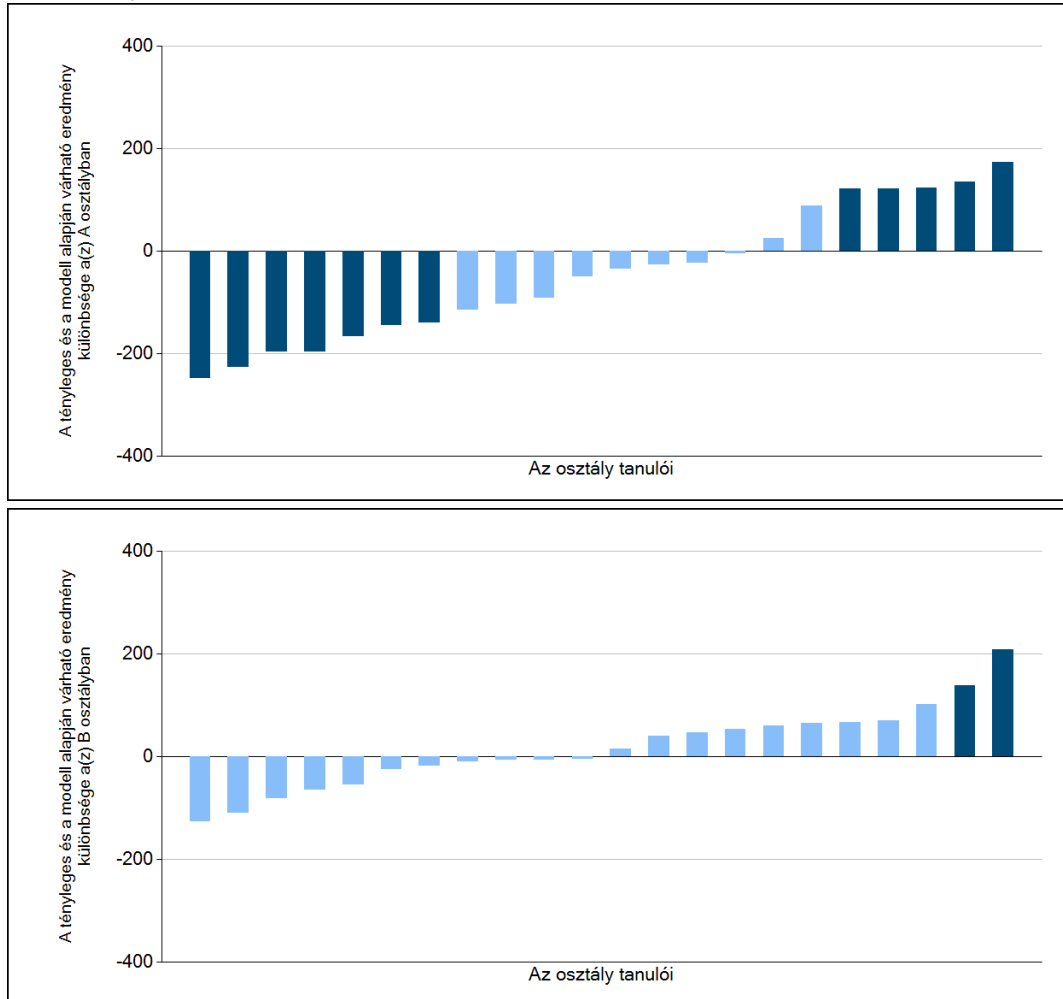 A tényleges és a modell alapján várható eredmény
különbsége a(z) A osztályban
400
200
0
-200
-400
Az osztály tanulói
A tényleges és a modell alapján várható eredmény
különbsége a(z) B osztályban
400
200
0
-200
-400
Az osztály tanulói